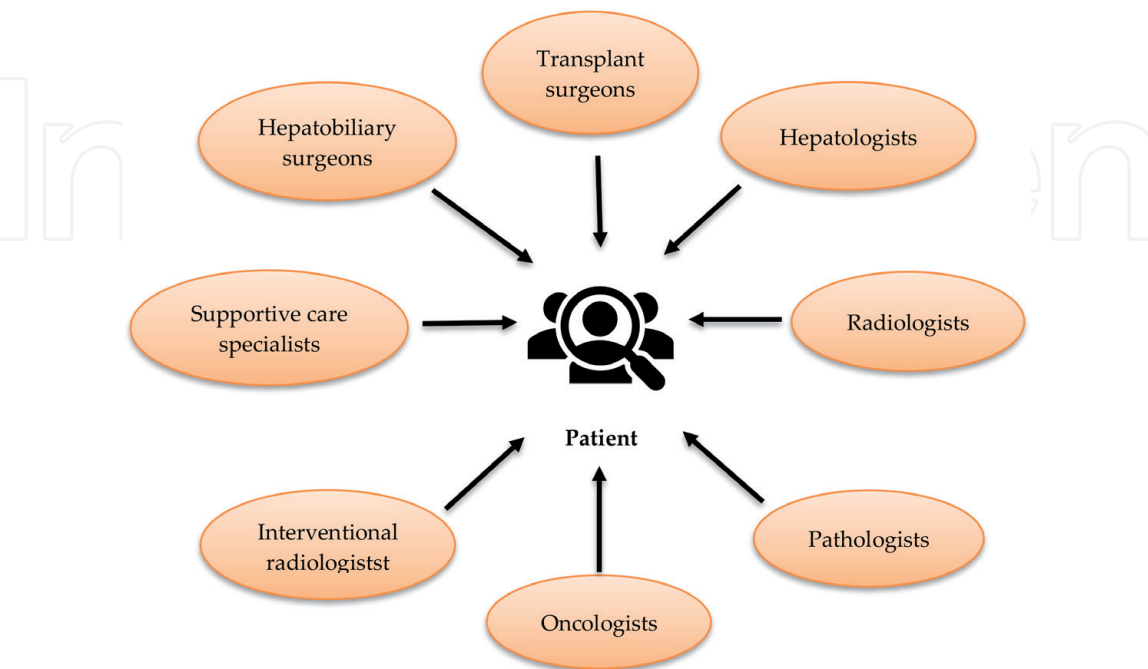 Transplant
surgeons
Hepatobiliary
surgeons
Hepatologists
Supportive care
specialists
Radiologists
Patient
Interventional
radiologistst
Pathologists
Oncologists